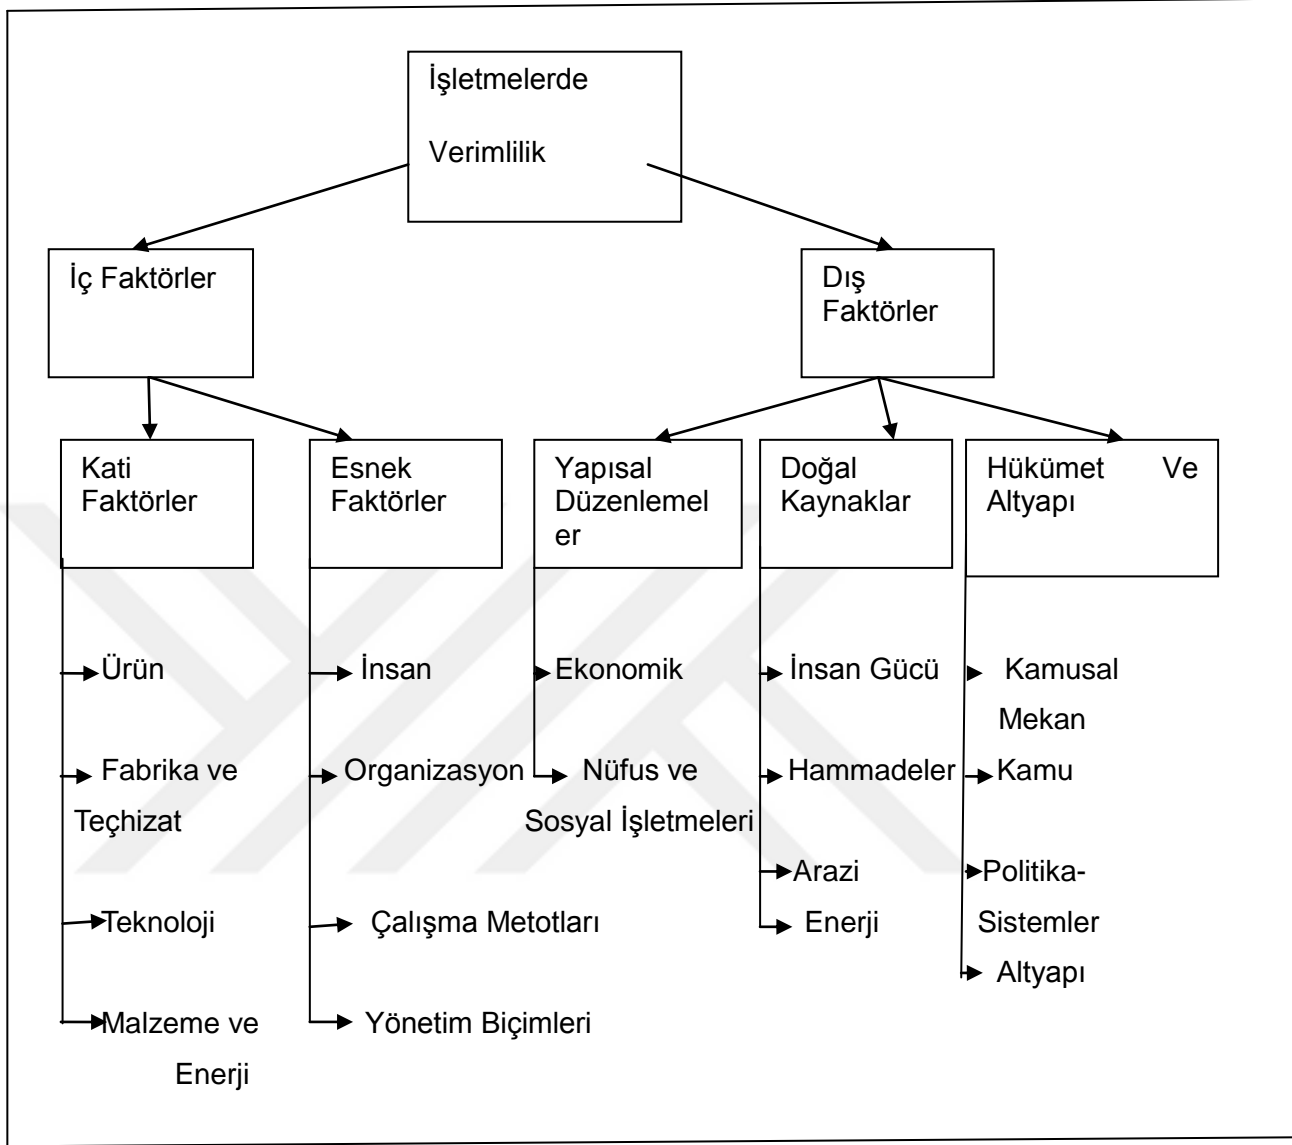 İşletmelerde
Verimlilik
İç Faktörler
Dış
Faktörler
Kati
Faktörler
Esnek
Faktörler
Yapısal
Düzenlemel
er
Doğal
Kaynaklar
Hükümet Ve
Altyapı
Ürün
Fabrika ve
Teçhizat
Teknoloji
Malzeme ve
Enerji
İnsan
Organizasyon
Çalışma Metotları
Yönetim Biçimleri
Ekonomik
Nüfus ve
Sosyal İşletmeleri
İnsan Gücü
Hammadeler
Arazi
Enerji
Kamusal
Mekan
Kamu
Politika-
Sistemler
Altyapı